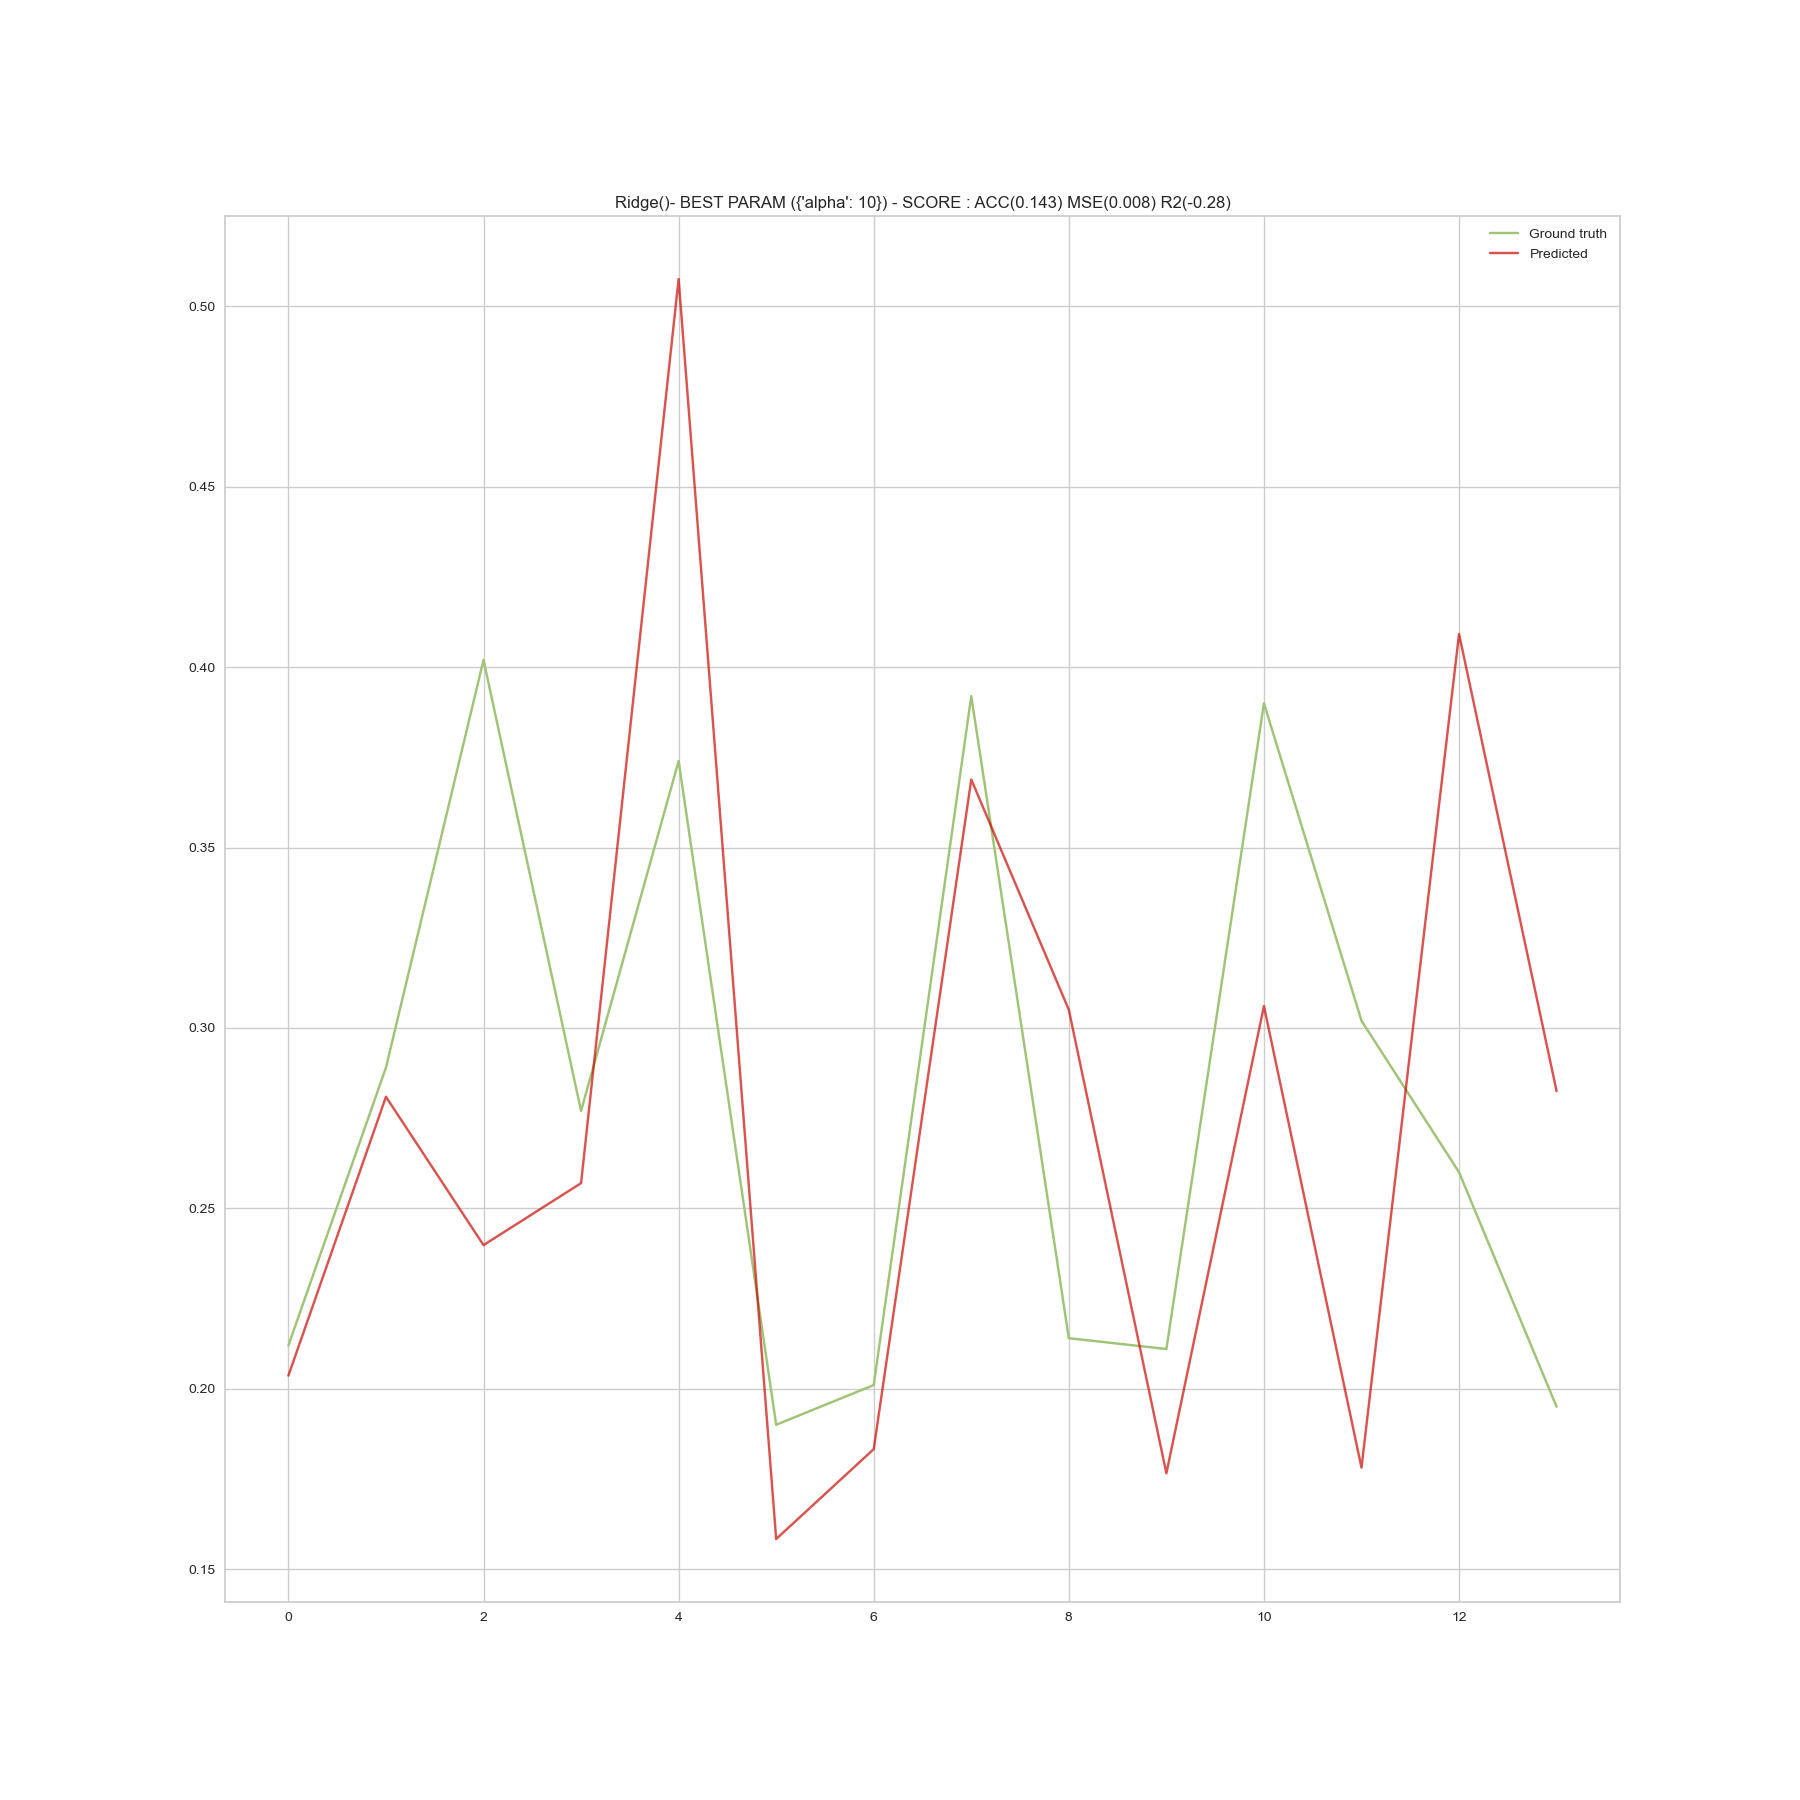 Ridge()- BEST PARAM ({'alpha': 10}) - SCORE : ACC(0.143) MSE(0.008) R2(-0.28)
Ground truth
Predicted
0.50
0.45
0.40
0.35
0.30
0.25
0.20
0.15
0 2 4 6 8 10 12